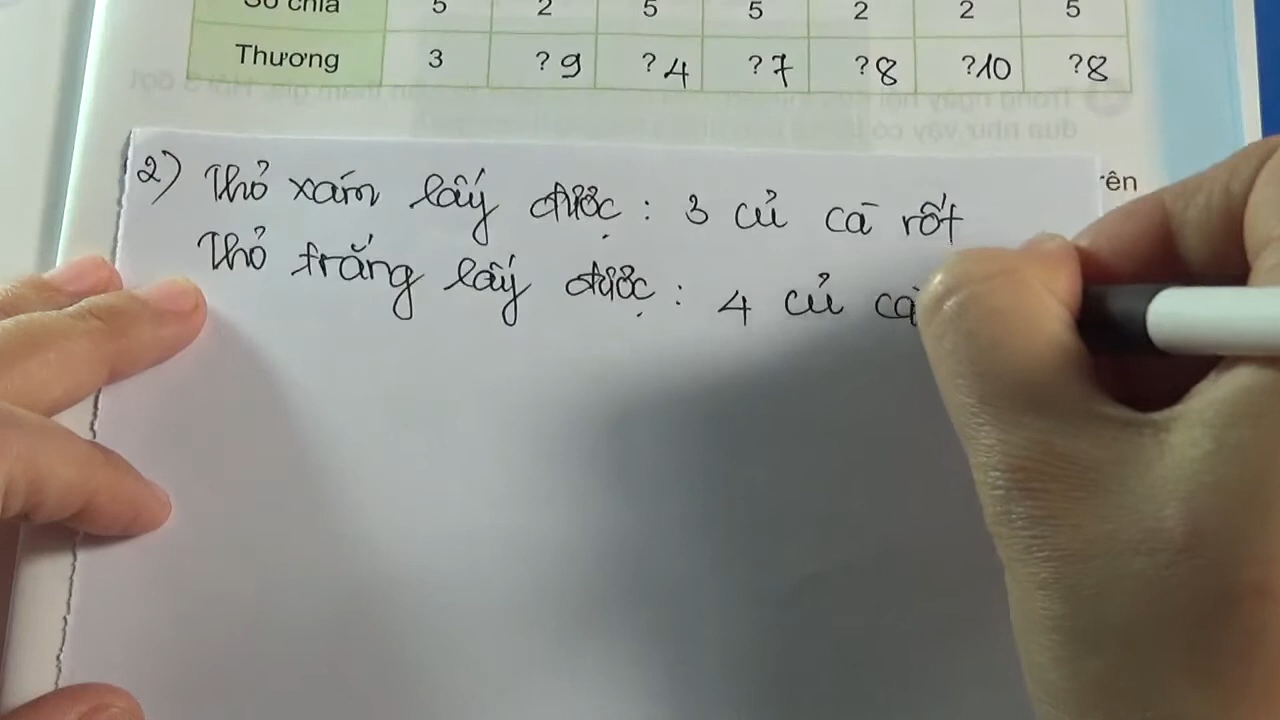 Số chia 5 2 5 5 2 2 5
Thương 3 ? 9 ? 4 ? 7 ? 8 ? 10 ? 8
2) Thỏ xám lấy được : 3 củ cà rốt
rên
Thỏ trắng lấy được : 4 củ cà